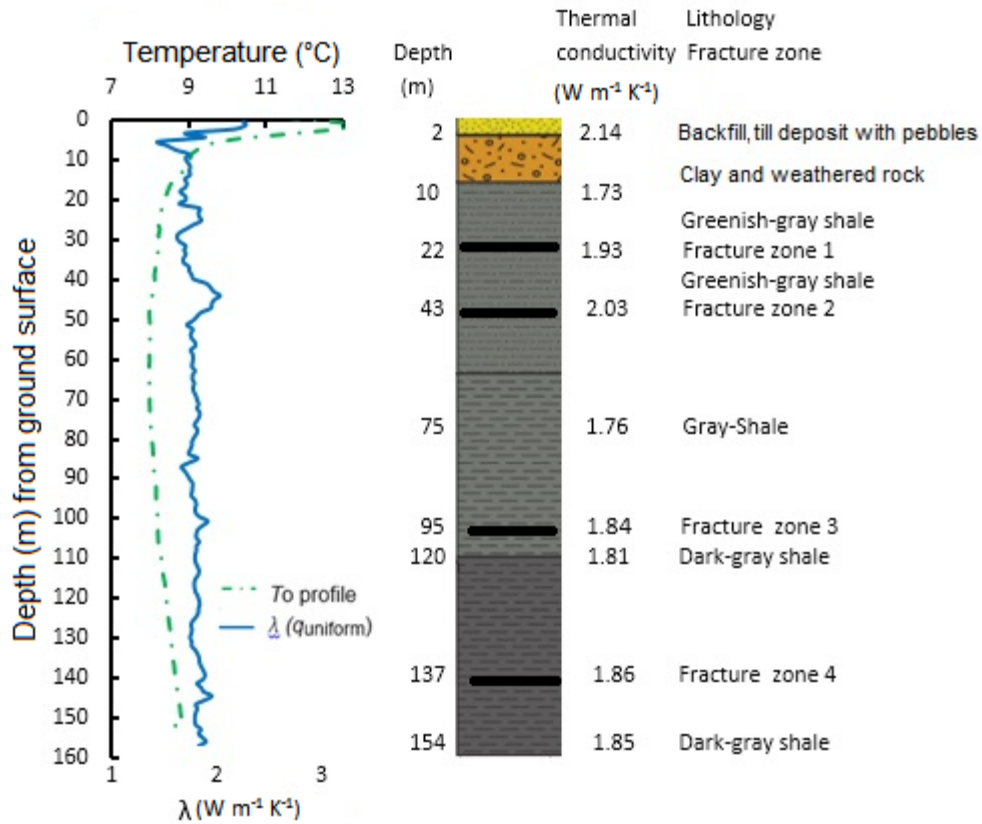 Temperature (°C)
7 9 11 13
0
10
20
30
40
50
60
70
80
90
100
110
120
130
140
150
160
Depth (m) from ground surface
To profile
λ (quniform)
1 2 3
λ (W m⁻¹ K⁻¹)
Depth
(m)
Thermal
conductivity
(W m⁻¹ K⁻¹)
Lithology
Fracture zone
2 2.14 Backfill,till deposit with pebbles
Clay and weathered rock
10 1.73
Greenish-gray shale
22 1.93 Fracture zone 1
Greenish-gray shale
43 2.03 Fracture zone 2
75 1.76 Gray-Shale
95 1.84 Fracture zone 3
120 1.81 Dark-gray shale
137 1.86 Fracture zone 4
154 1.85 Dark-gray shale